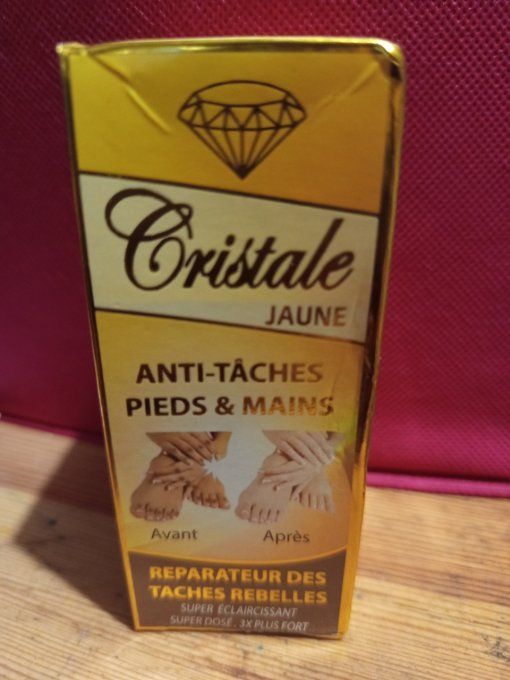 Cristale
JAUNE
ANTI-TÂCHES
PIEDS & MAINS
Avant Après
REPARATEUR DES
TACHES REBELLES
SUPER ÉCLAIRCISSANT
SUPER DOSÉ . 3X PLUS FORT